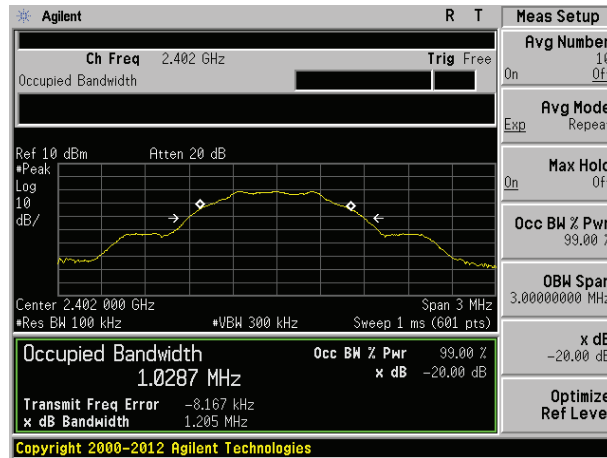 Agilent R T Meas Setup
Ch Freq 2.402 GHz Trig Free
Occupied Bandwidth
Avg Number
10
On Off
Avg Mode
Exp Repeat
Ref 10 dBm Atten 20 dB
#Peak
Log
10
dB/
Max Hold
On Off
Occ BW % Pwr
99.00 %
OBW Span
3.00000000 MHz
Center 2.402 000 GHz Span 3 MHz
#Res BW 100 kHz #VBW 300 kHz Sweep 1 ms (601 pts)
x dB
-20.00 dB
Optimize
Ref Level
Occupied Bandwidth Occ BW % Pwr 99.00 %
1.0287 MHz x dB -20.00 dB
Transmit Freq Error -8.167 kHz
x dB Bandwidth 1.205 MHz
Copyright 2000-2012 Agilent Technologies